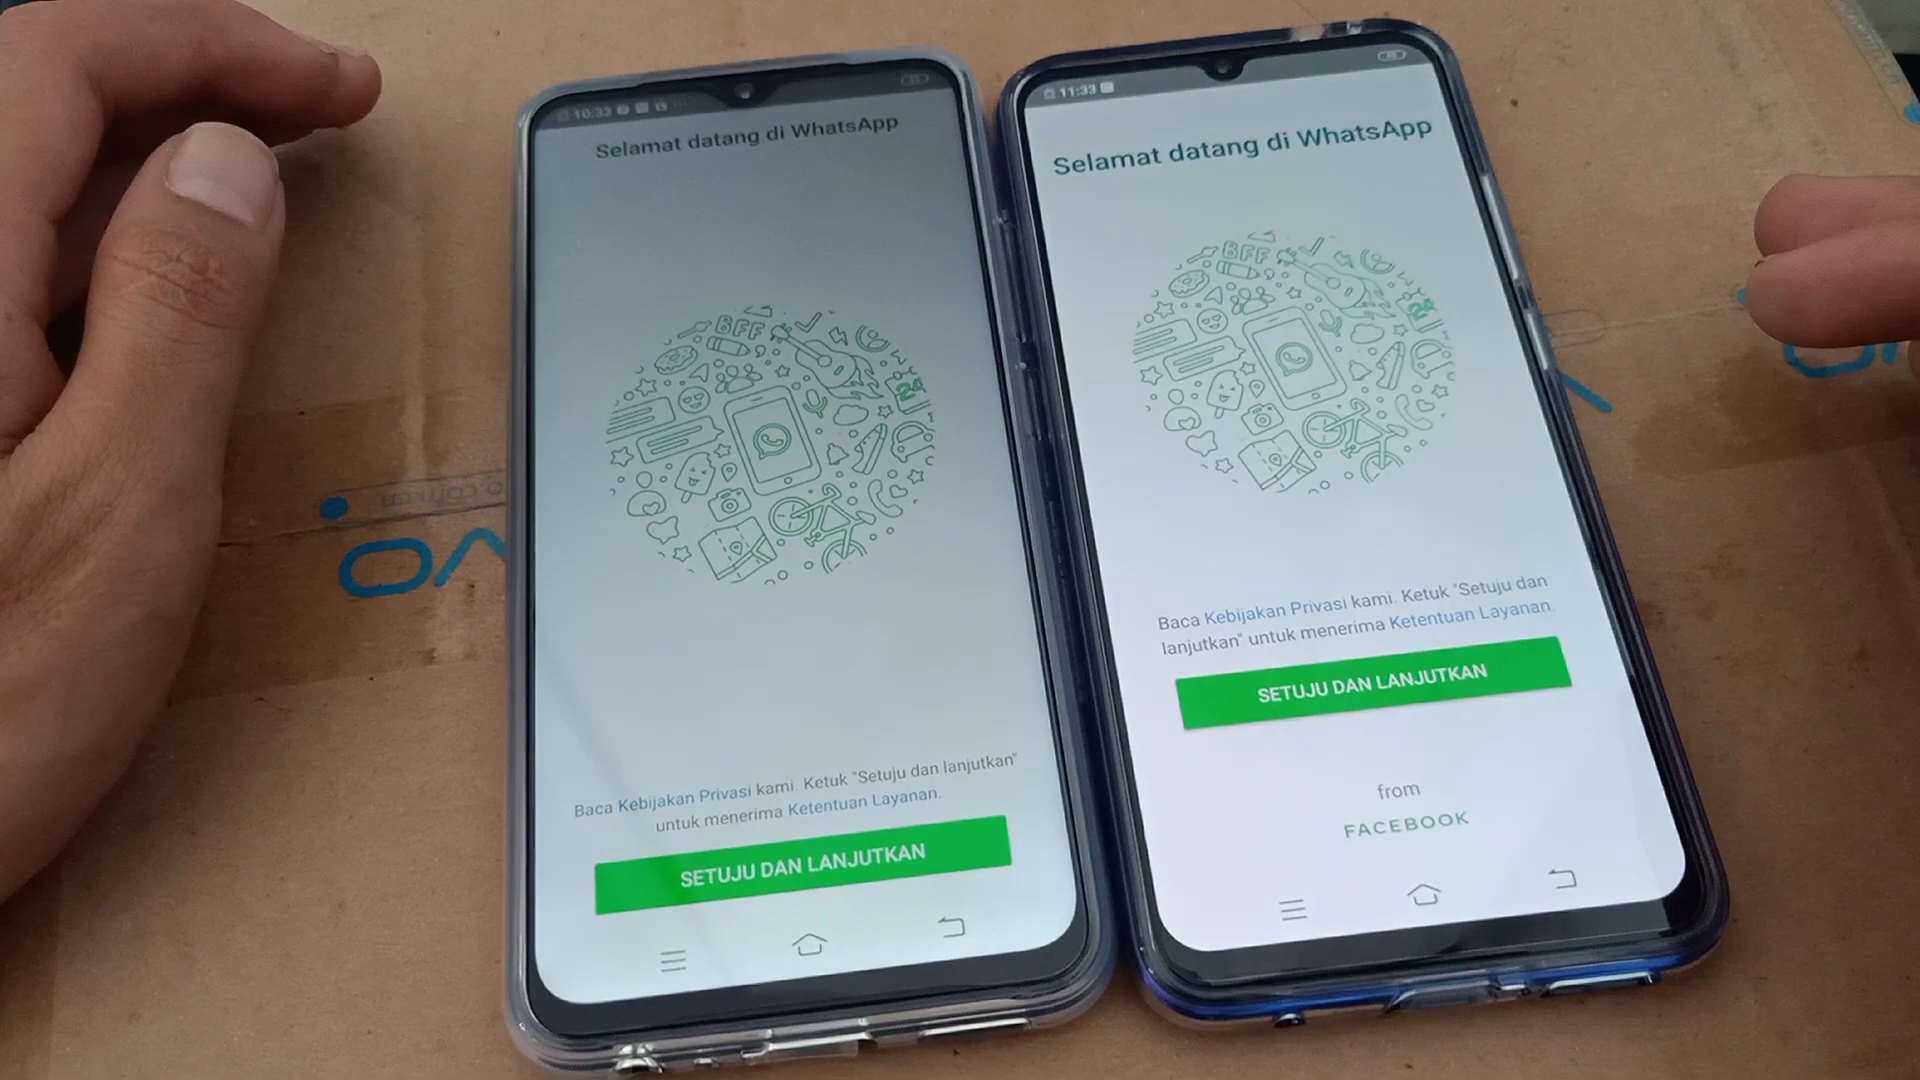 10:33
Selamat datang di WhatsApp
BFF
24
Baca Kebijakan Privasi kami. Ketuk "Setuju dan lanjutkan"
untuk menerima Ketentuan Layanan.
SETUJU DAN LANJUTKAN
11:33
Selamat datang di WhatsApp
BFF
24
Baca Kebijakan Privasi kami. Ketuk "Setuju dan
lanjutkan" untuk menerima Ketentuan Layanan.
SETUJU DAN LANJUTKAN
from
FACEBOOK